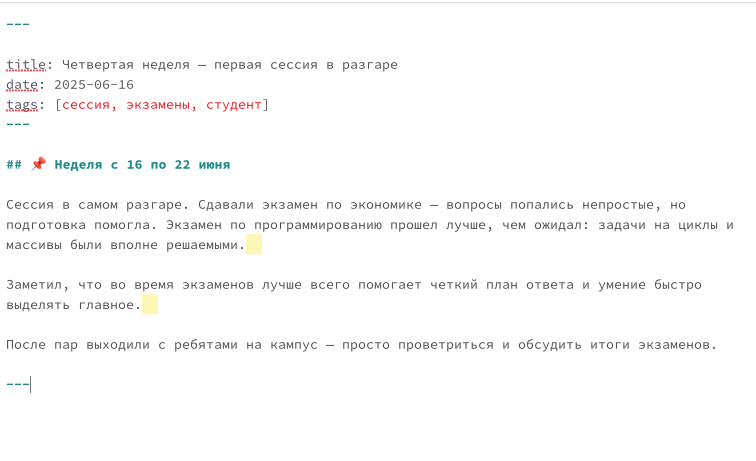 ---
title: Четвертая неделя — первая сессия в разгаре
date: 2025-06-16
tags: [сессия, экзамены, студент]
---
## 📌 Неделя с 16 по 22 июня
Сессия в самом разгаре. Сдавали экзамен по экономике — вопросы попались непростые, но
подготовка помогла. Экзамен по программированию прошел лучше, чем ожидал: задачи на циклы и
массивы были вполне решаемыми.
Заметил, что во время экзаменов лучше всего помогает четкий план ответа и умение быстро
выделять главное.
После пар выходили с ребятами на кампус — просто проветриться и обсудить итоги экзаменов.
---